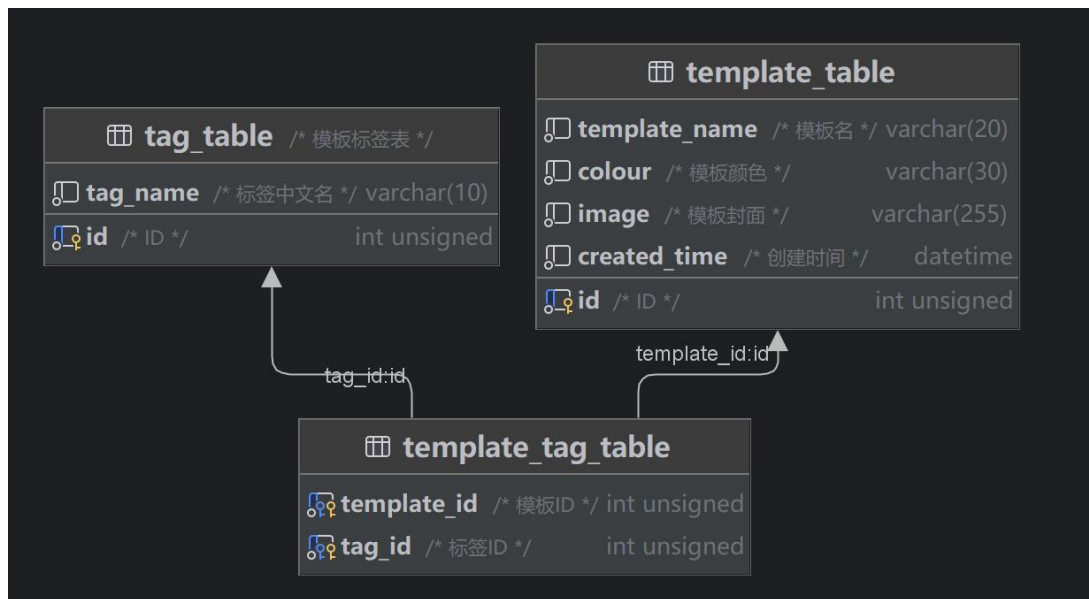 tag_table /* 模板标签表 */
tag_name /* 标签中文名 */ varchar(10)
id /* ID */ int unsigned
template_table
template_name /* 模板名 */ varchar(20)
colour /* 模板颜色 */ varchar(30)
image /* 模板封面 */ varchar(255)
created_time /* 创建时间 */ datetime
id /* ID */ int unsigned
tag_id:id
template_id:id
template_tag_table
template_id /* 模板ID */ int unsigned
tag_id /* 标签ID */ int unsigned